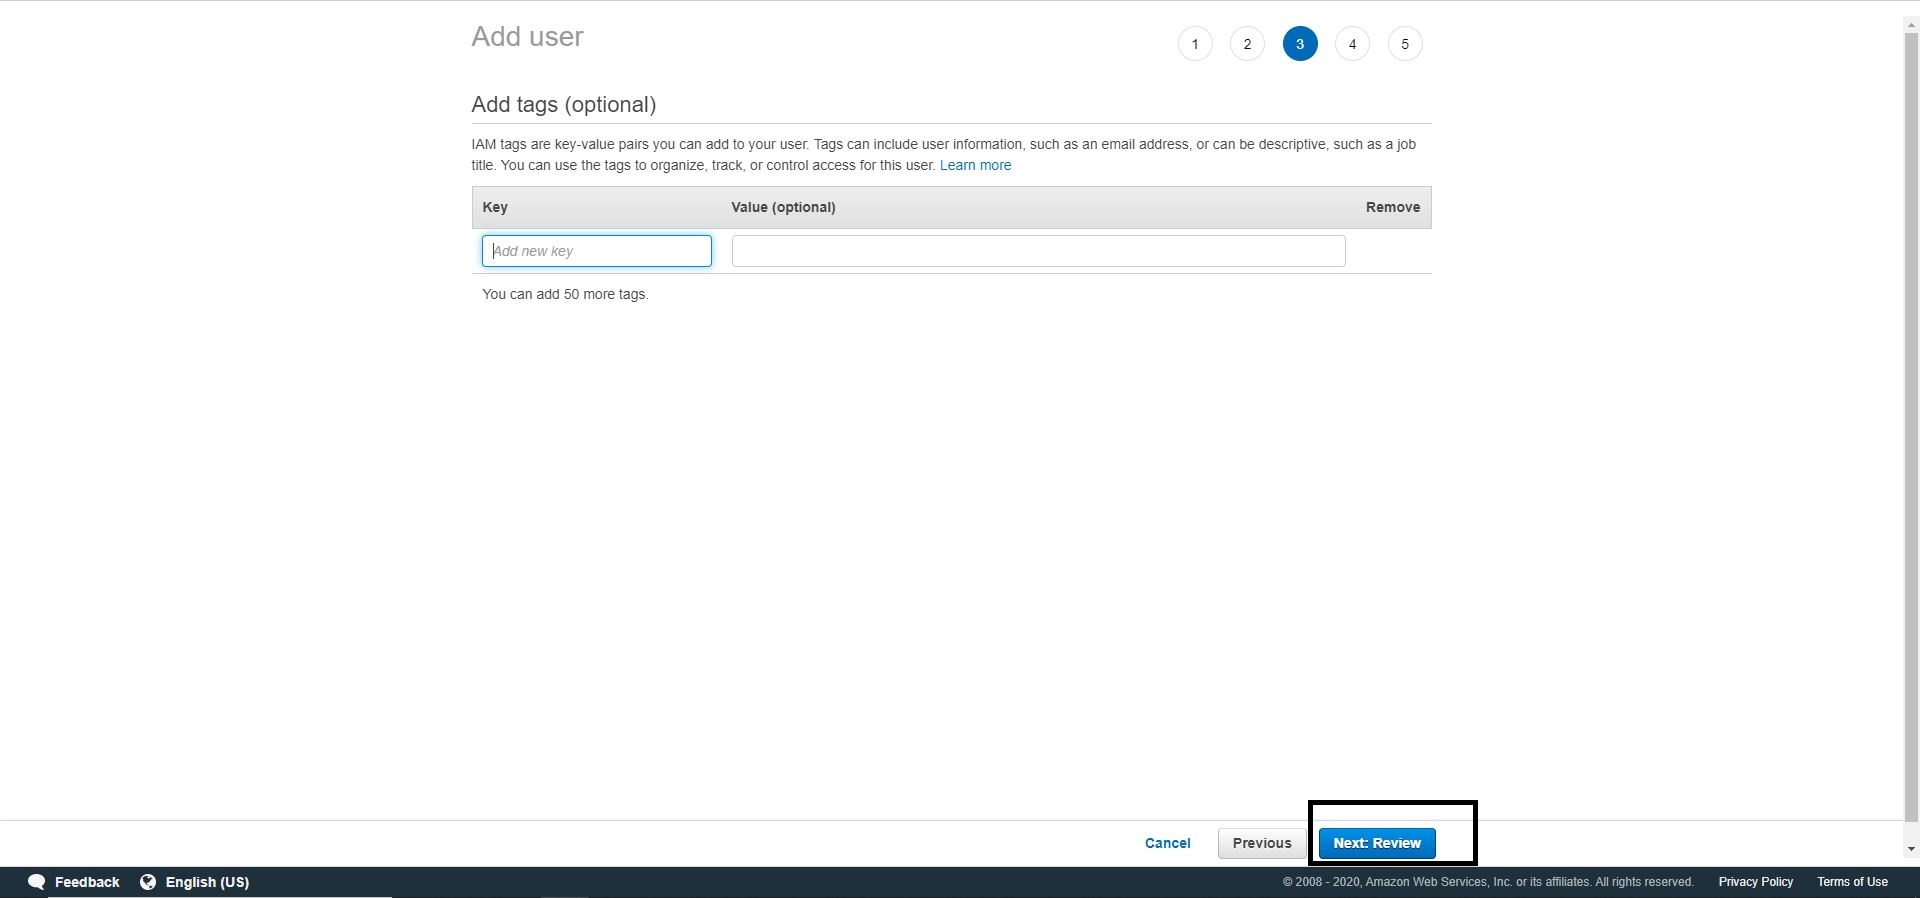 Add user
1 2 3 4 5
Add tags (optional)
IAM tags are key-value pairs you can add to your user. Tags can include user information, such as an email address, or can be descriptive, such as a job
title. You can use the tags to organize, track, or control access for this user. Learn more
Key Value (optional) Remove
Add new key
You can add 50 more tags.
Cancel Previous Next: Review
Feedback English (US) © 2008 - 2020, Amazon Web Services, Inc. or its affiliates. All rights reserved. Privacy Policy Terms of Use